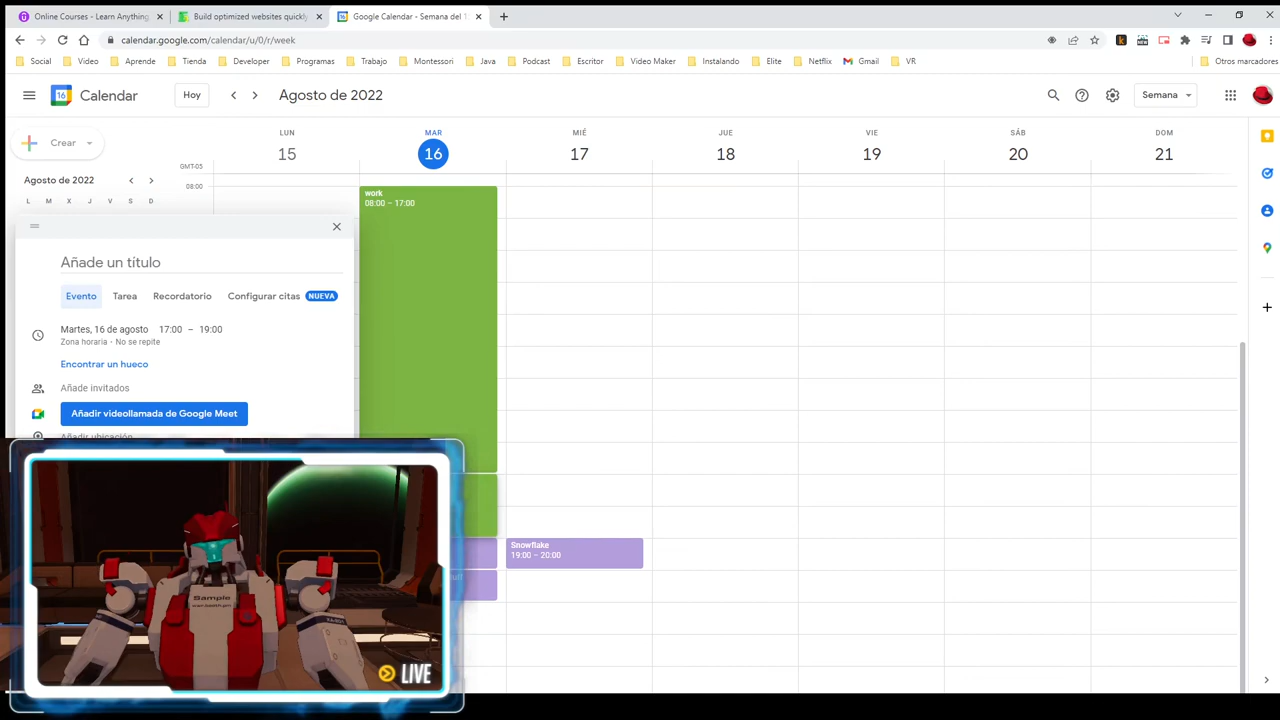 Online Courses - Learn Anything,
Build optimized websites quickly
Google Calendar - Semana del 1
calendar.google.com/calendar/u/0/r/week
Social Video Aprende Tienda Developer Programas Trabajo Montessori Java Podcast Escritor Video Maker Instalando Elite Netflix Gmail VR Otros marcadores
16 Calendar Hoy Agosto de 2022 Semana
Crear
LUN MAR MIÉ JUE VIE SÁB DOM
15 16 17 18 19 20 21
GMT-05
Agosto de 2022
L M X J V S D
08:00
work
08:00 – 17:00
Añade un título
Evento Tarea Recordatorio Configurar citas NUEVA
Martes, 16 de agosto 17:00 – 19:00
Zona horaria · No se repite
Encontrar un hueco
Añade invitados
Añadir videollamada de Google Meet
Añadir ubicación
Snowflake
19:00 – 20:00
Sample
LIVE